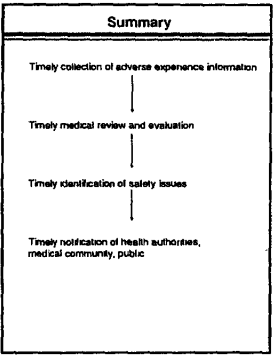 Summary
Timely collection of adverse experience information
Timely medical review and evaluation
Timely identification of safety issues
Timely notification of health authorities,
medical community, public